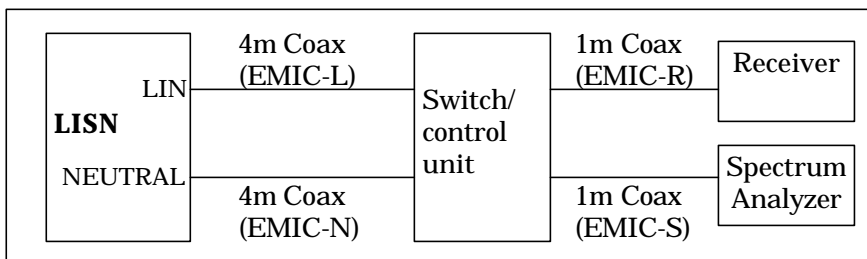 4m Coax
(EMIC-L)
1m Coax
(EMIC-R)
Receiver
LIN
LISN
Switch/
control
unit
NEUTRAL
4m Coax
(EMIC-N)
1m Coax
(EMIC-S)
Spectrum
Analyzer